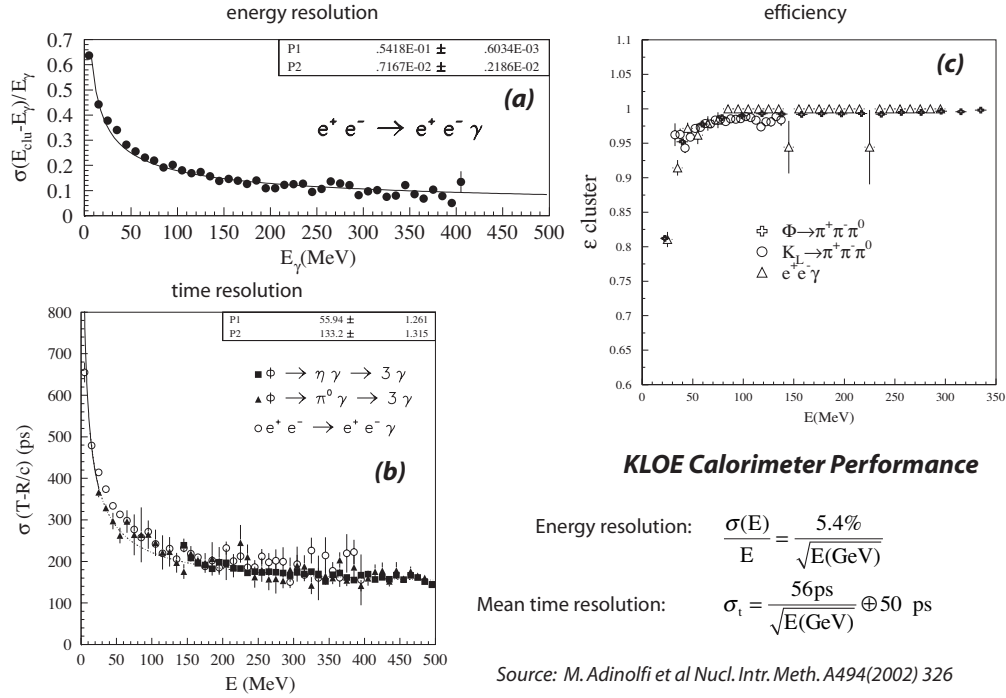 energy resolution
0.7
0.6
0.5
0.4
0.3
0.2
0.1
0
σ(E_clu-E_γ)/E_γ
P1 .5418E-01 ± .6034E-03
P2 .7167E-02 ± .2186E-02
(a)
e⁺ e⁻ → e⁺ e⁻ γ
0 50 100 150 200 250 300 350 400 450 500
E_γ(MeV)
time resolution
800
700
600
500
400
300
200
100
0
σ (T-R/c) (ps)
P1 55.94 ± 1.261
P2 133.2 ± 1.315
Φ → η γ → 3 γ
Φ → π⁰ γ → 3 γ
e⁺ e⁻ → e⁺ e⁻ γ
(b)
0 50 100 150 200 250 300 350 400 450 500
E (MeV)
efficiency
1.1
1.05
1
0.95
0.9
0.85
0.8
0.75
0.7
0.65
0.6
ε cluster
(c)
Φ→π⁺π⁻π⁰
K_L→π⁺π⁻π⁰
e⁺e⁻γ
0 50 100 150 200 250 300 350
E(MeV)
KLOE Calorimeter Performance
Energy resolution: σ(E)/E = 5.4%/√E(GeV)
Mean time resolution: σ_t = 56ps/√E(GeV) ⊕50 ps
Source: M. Adinolfi et al Nucl. Intr. Meth. A494(2002) 326